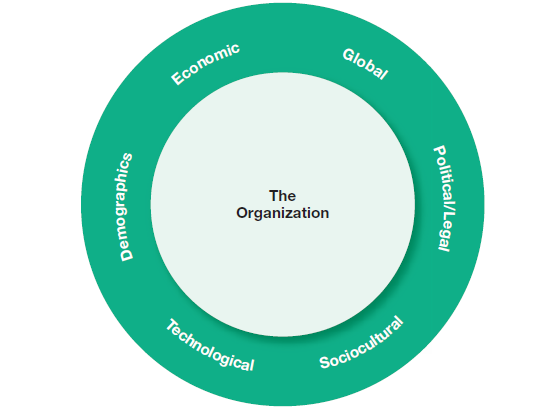 Economic
Global
Political/Legal
Sociocultural
Technological
Demographics
The
Organization